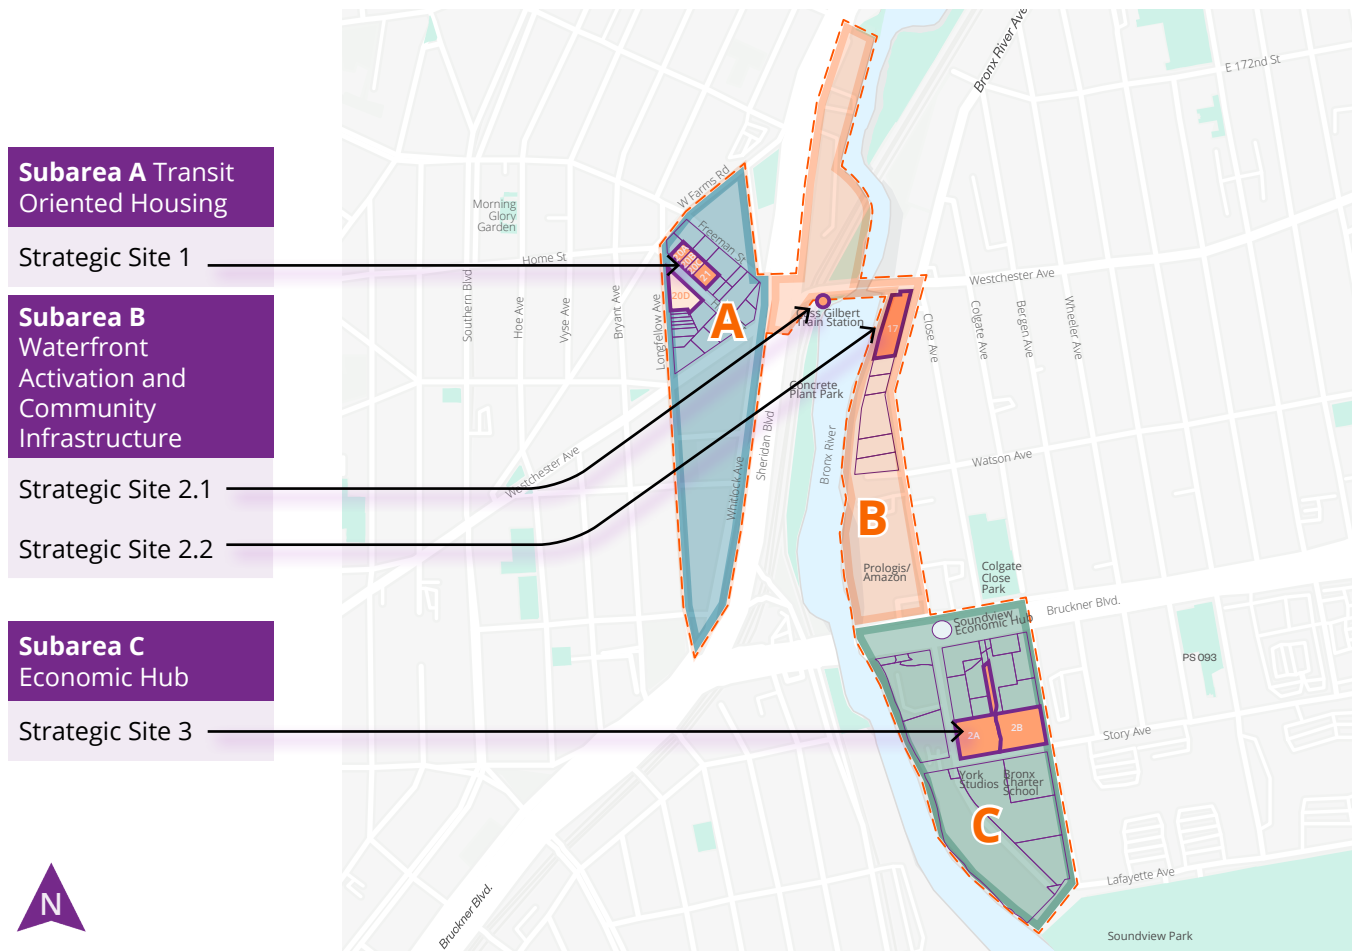 Subarea A Transit
Oriented Housing
Strategic Site 1
Subarea B
Waterfront
Activation and
Community
Infrastructure
Strategic Site 2.1
Strategic Site 2.2
Subarea C
Economic Hub
Strategic Site 3
N
Bronx River Ave
E 172nd St
W Farms Rd
Morning
Glory
Garden
Freeman St
Home St
21
20D
Westchester Ave
Southern Blvd
Hoe Ave
Vyse Ave
Bryant Ave
Longfellow Ave
A
Gilbert
Train Station
17
Close Ave
Colgate Ave
Bergen Ave
Wheeler Ave
Concrete
Plant Park
Sheridan Blvd
Bronx River
Westchester Ave
Whitlock Ave
Watson Ave
B
Prologis/
Amazon
Colgate
Close
Park
Bruckner Blvd.
Soundview
Economic Hub
PS 093
2A
2B
Story Ave
York
Studios
Bronx
Charter
School
C
Lafayette Ave
Bruckner Blvd.
Soundview Park